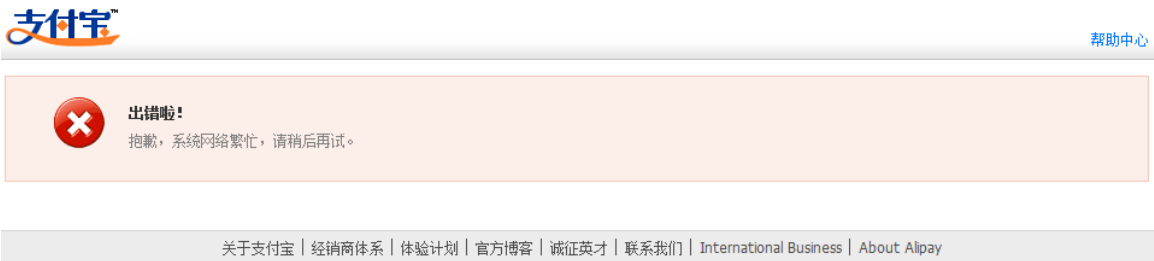 支付宝™
帮助中心
出错啦!
抱歉，系统网络繁忙，请稍后再试。
关于支付宝 | 经销商体系 | 体验计划 | 官方博客 | 诚征英才 | 联系我们 | International Business | About Alipay